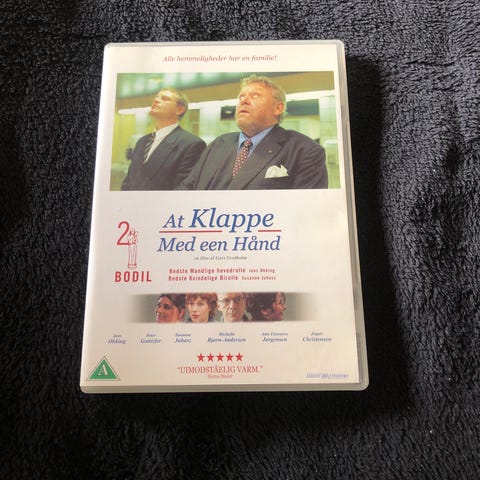 Alle hemmeligheder har en familie!
At Klappe
Med een Hånd
en film af Gert Fredholm
2
BODIL
Bedste Mandlige hovedrolle Jens Okking
Bedste Kvindelige Birolle Susanne Juhasz
Jens Okking
Peter Gantzler
Susanne Juhasz
Michelle Bjørn-Andersen
Ann Eleonora Jørgensen
Jesper Christensen
★★★★★
"UIMODSTÅELIG VARM."
A